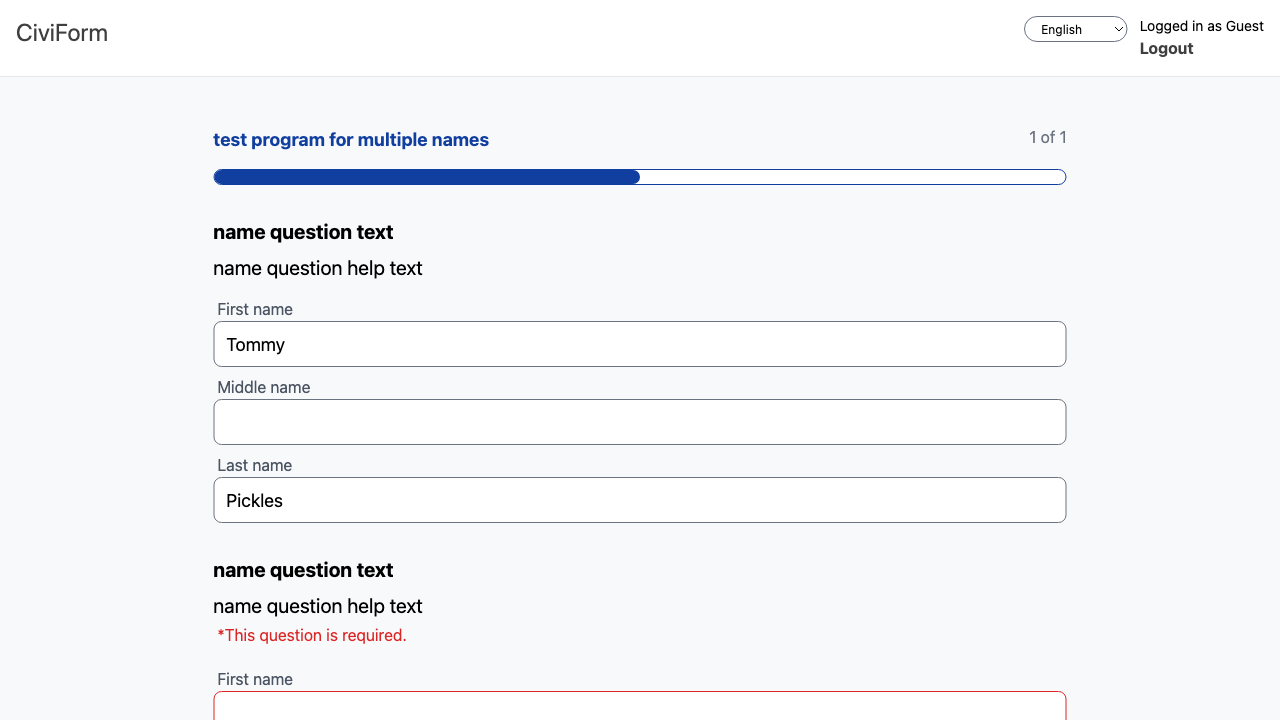 CiviForm
English
Logged in as Guest
Logout
test program for multiple names
1 of 1
name question text
name question help text
First name
Tommy
Middle name
Last name
Pickles
name question text
name question help text
*This question is required.
First name